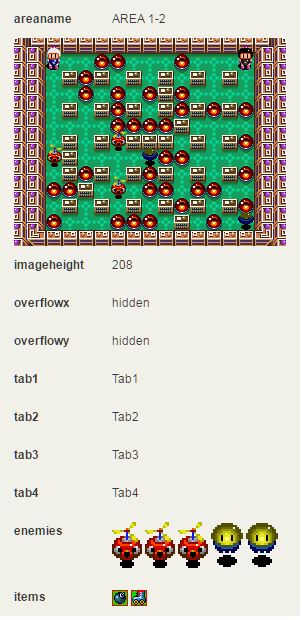 areaname AREA 1-2
imageheight 208
overflowx hidden
overflowy hidden
tab1 Tab1
tab2 Tab2
tab3 Tab3
tab4 Tab4
enemies
items